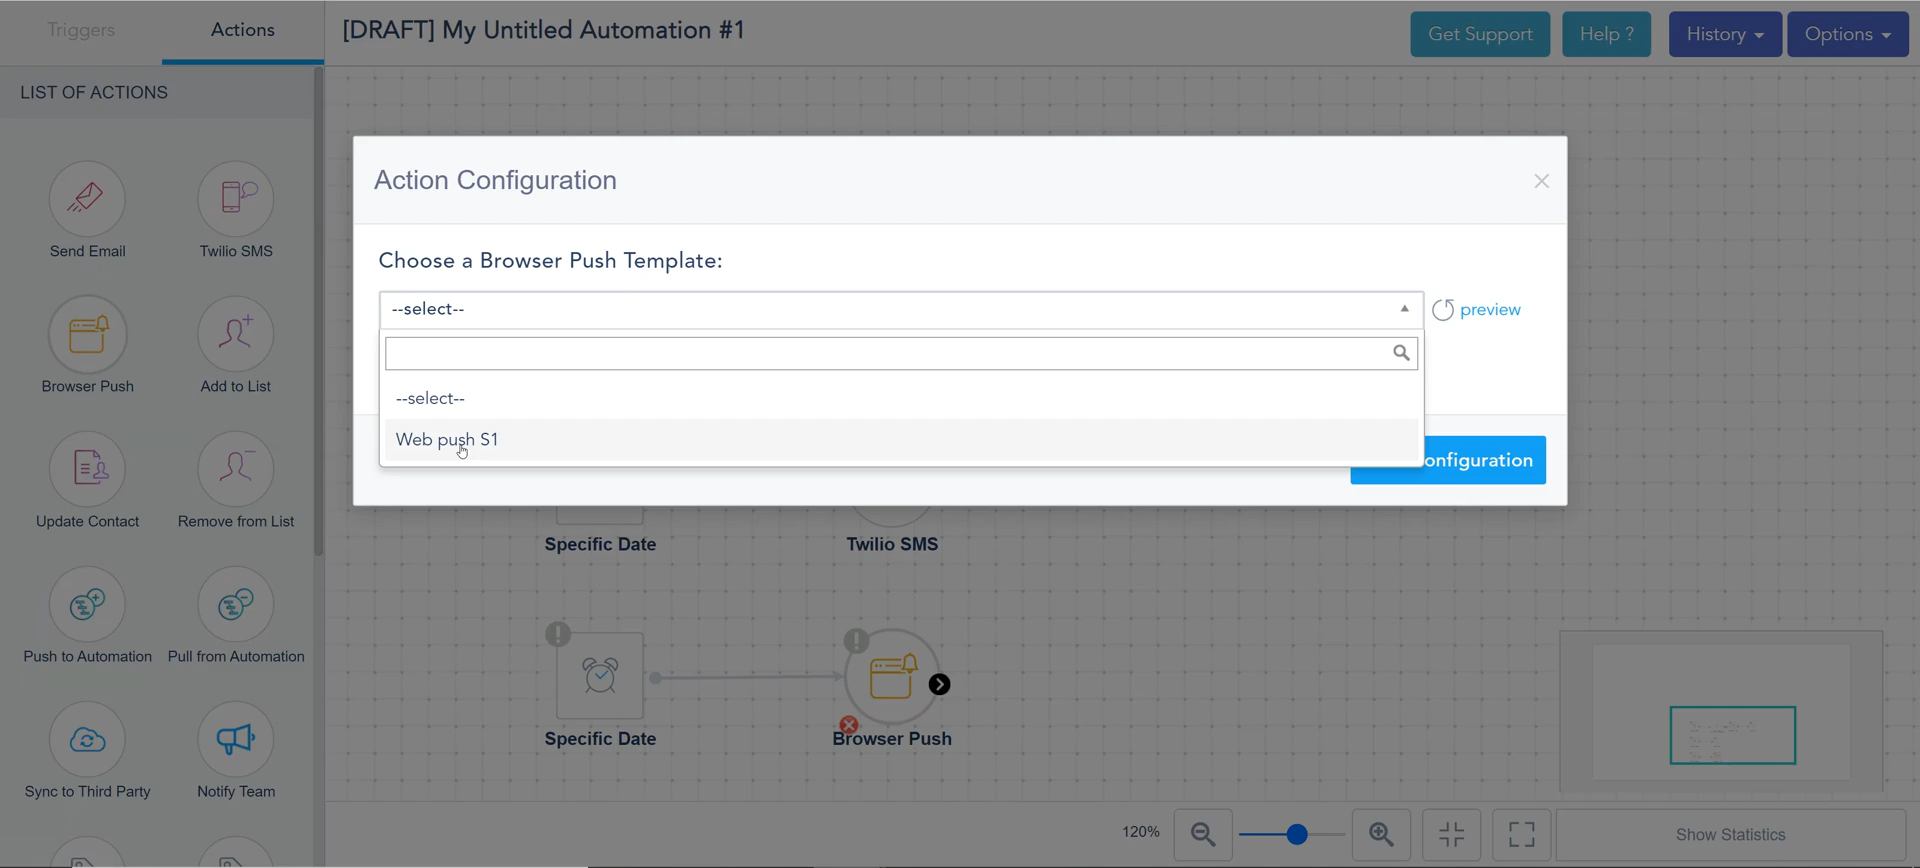 Triggers
Actions
[DRAFT] My Untitled Automation #1
Get Support
Help ?
History
Options
LIST OF ACTIONS
Send Email
Twilio SMS
Browser Push
Add to List
Update Contact
Remove from List
Push to Automation
Pull from Automation
Sync to Third Party
Notify Team
Action Configuration
Choose a Browser Push Template:
--select--
preview
--select--
Web push S1
onfiguration
Specific Date
Twilio SMS
Specific Date
Browser Push
120%
Show Statistics